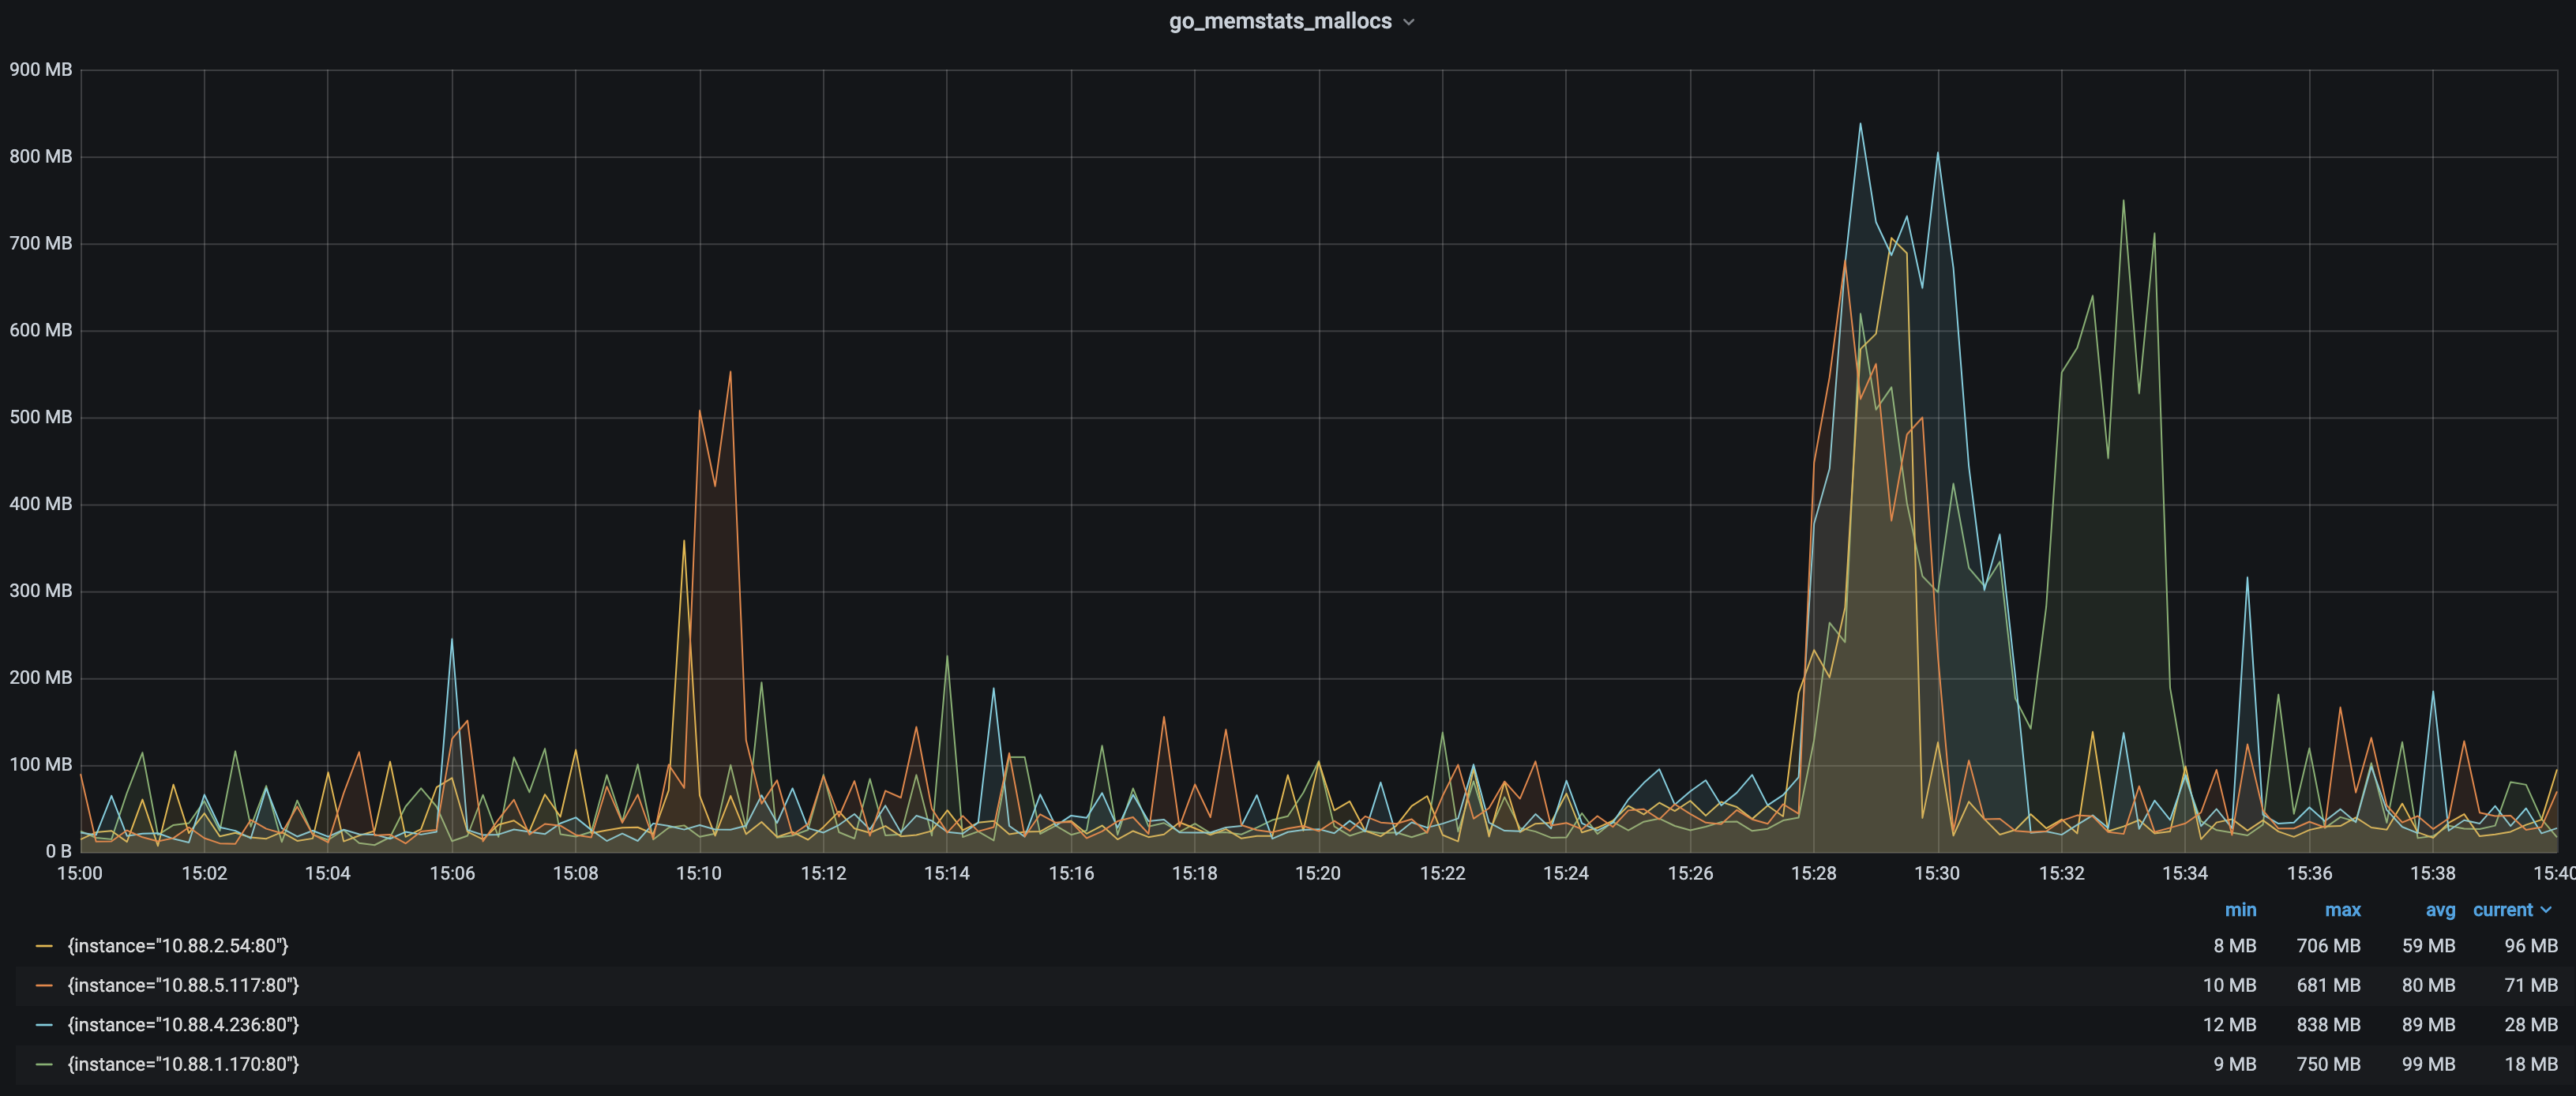 go_memstats_mallocs
900 MB
800 MB
700 MB
600 MB
500 MB
400 MB
300 MB
200 MB
100 MB
0 B
15:00 15:02 15:04 15:06 15:08 15:10 15:12 15:14 15:16 15:18 15:20 15:22 15:24 15:26 15:28 15:30 15:32 15:34 15:36 15:38 15:40
min max avg current
{instance="10.88.2.54:80"} 8 MB 706 MB 59 MB 96 MB
{instance="10.88.5.117:80"} 10 MB 681 MB 80 MB 71 MB
{instance="10.88.4.236:80"} 12 MB 838 MB 89 MB 28 MB
{instance="10.88.1.170:80"} 9 MB 750 MB 99 MB 18 MB